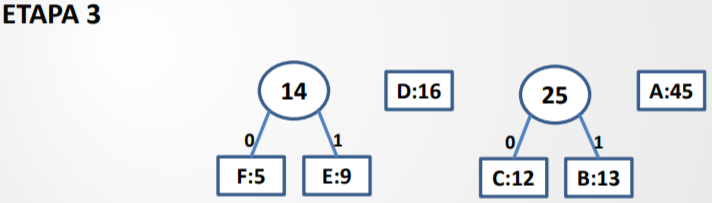 ETAPA 3
14 D:16 25 A:45
0 1 0 1
F:5 E:9 C:12 B:13